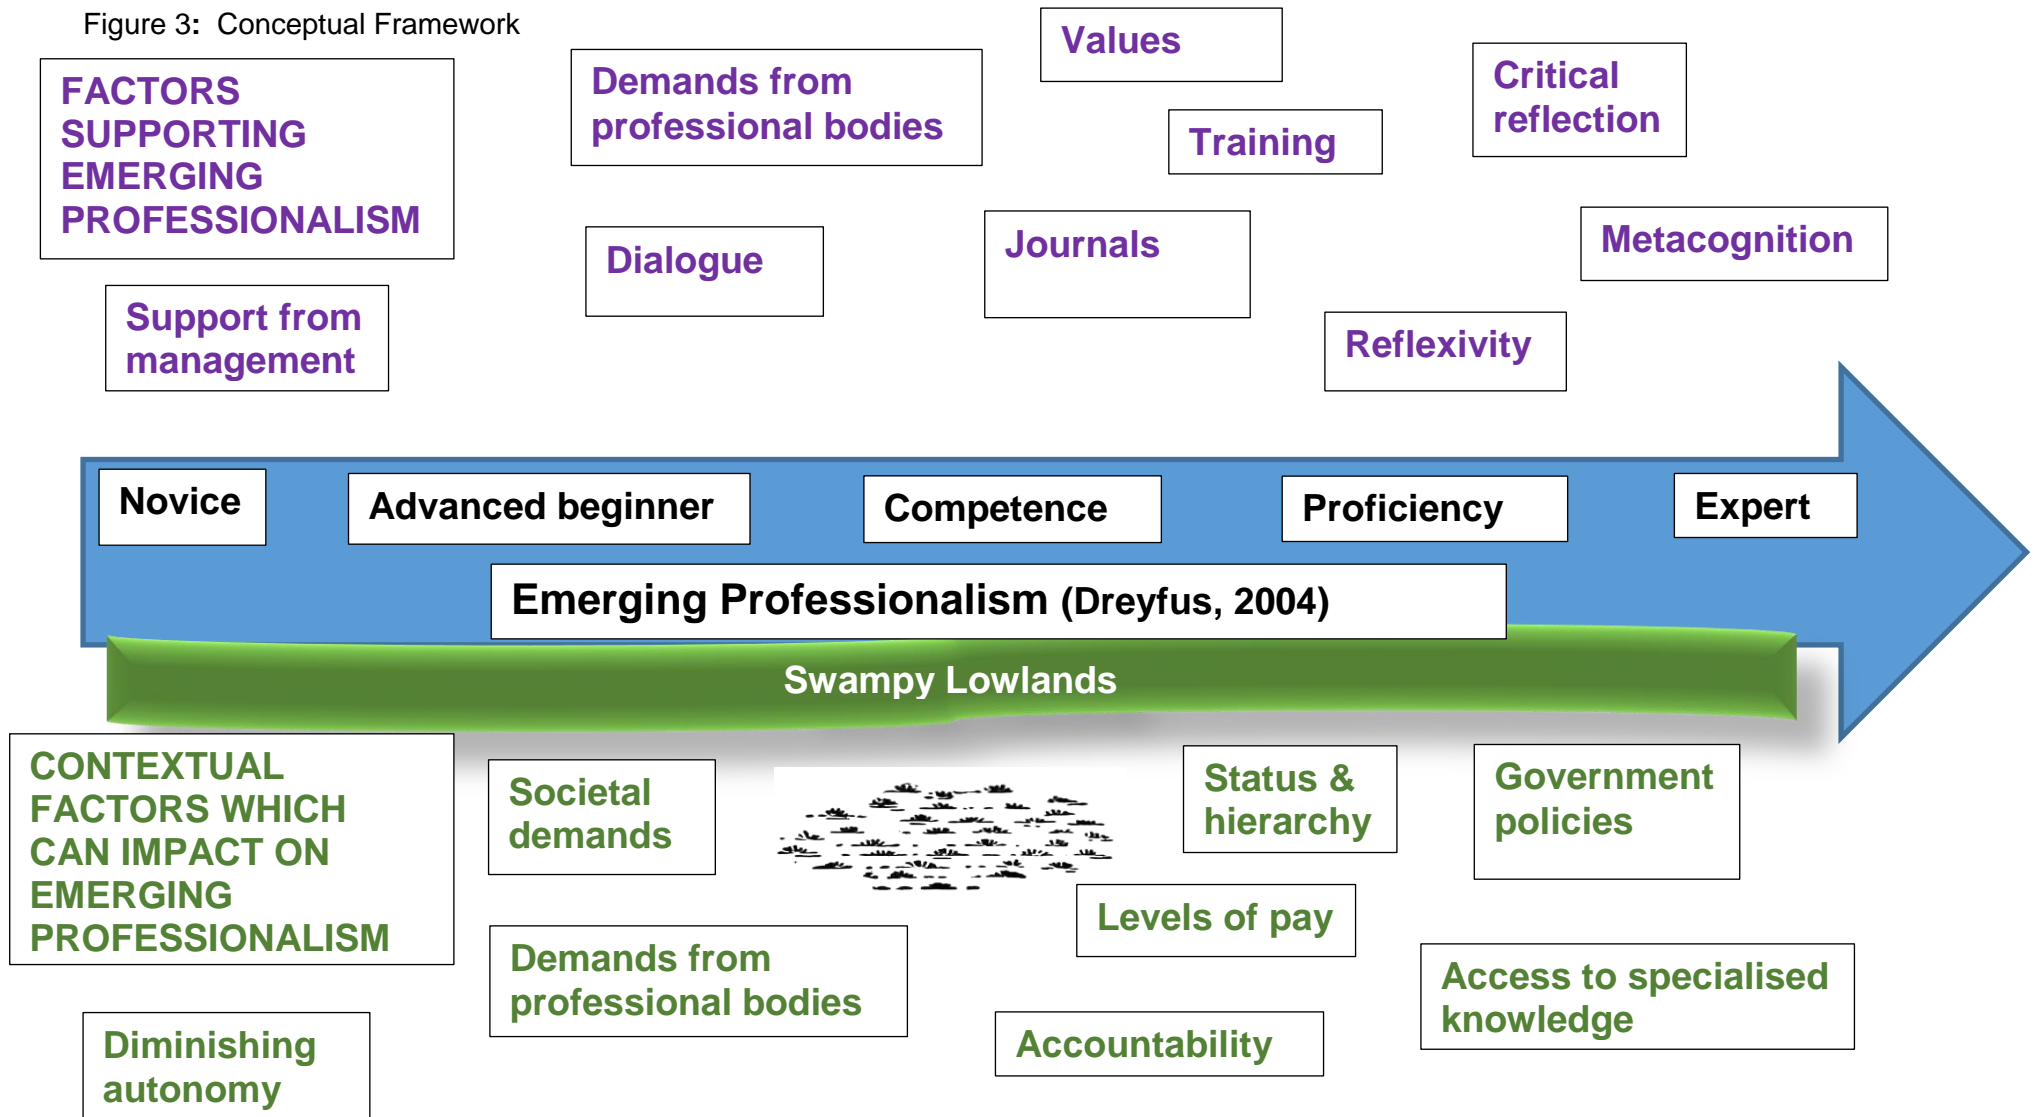 Figure 3: Conceptual Framework
FACTORS
SUPPORTING
EMERGING
PROFESSIONALISM
Demands from
professional bodies
Values
Training
Critical
reflection
Support from
management
Dialogue
Journals
Reflexivity
Metacognition
Novice
Advanced beginner
Competence
Proficiency
Expert
Emerging Professionalism (Dreyfus, 2004)
Swampy Lowlands
CONTEXTUAL
FACTORS WHICH
CAN IMPACT ON
EMERGING
PROFESSIONALISM
Societal
demands
Status &
hierarchy
Government
policies
Levels of pay
Demands from
professional bodies
Access to specialised
knowledge
Diminishing
autonomy
Accountability